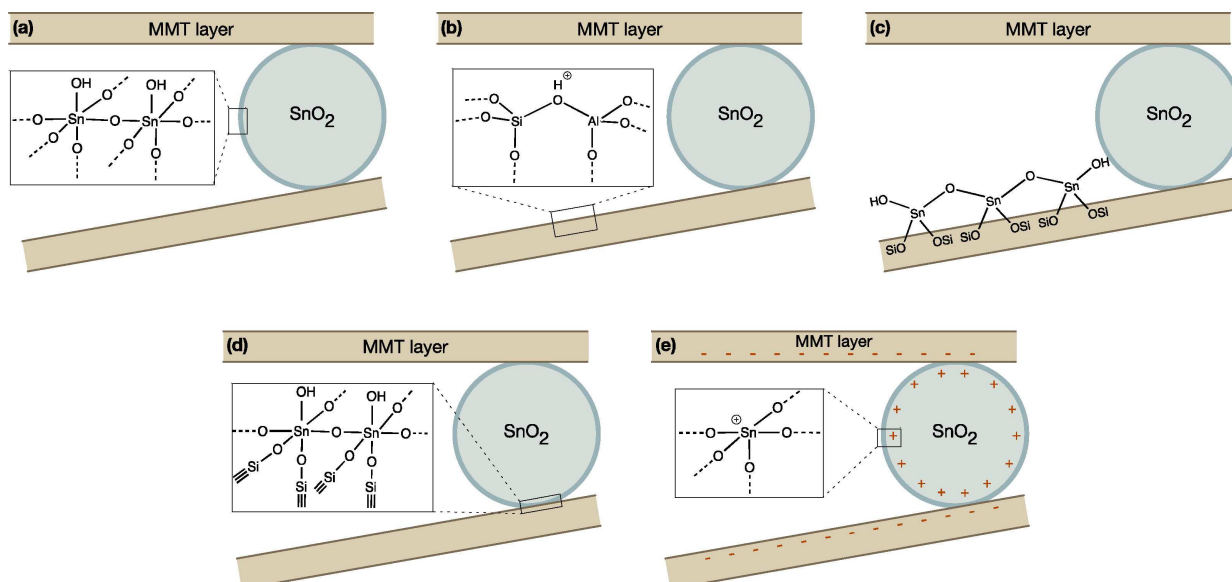 (a) MMT layer
OH OH
O O
Sn Sn
O O O
O O
O O
SnO2
(b) MMT layer
H ⊕
O O O
O Si Al O
O O
SnO2
(c) MMT layer
SnO2
OH
O
O Sn
HO Sn
Sn OSI
SiO
SiO OSi
SiO OSi
(d) MMT layer
OH OH
O O
O Sn O Sn O
O O O O
Si Si Si Si
SnO2
(e) MMT layer
- - - - - - - - - - -
⊕ O
O Sn O
O O
+ + + + + + + + + + + + + + + +
SnO2
- - - - - - - - - - - -